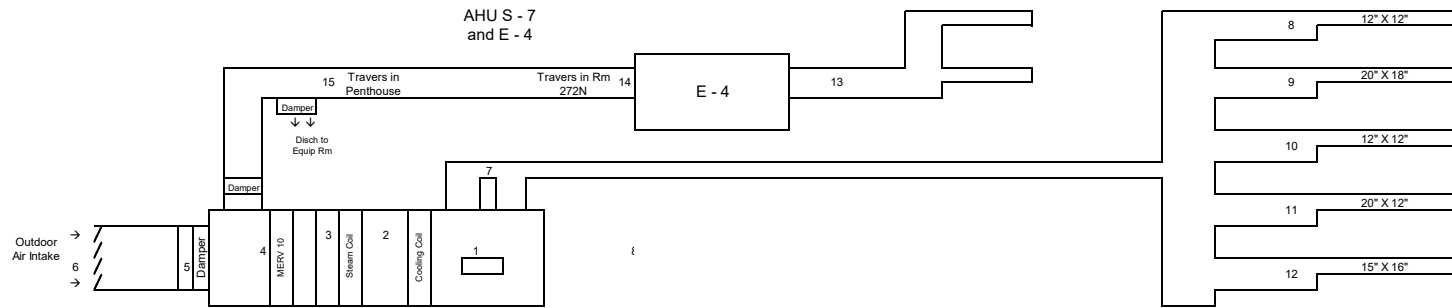 AHU S - 7
and E - 4
8
12" X 12"
15
Travers in
Penthouse
Travers in Rm
272N
14
E - 4
13
9
20" X 18"
Damper
Disch to
Equip Rm
10
12" X 12"
7
Damper
11
20" X 12"
Outdoor
Air Intake
6
5
Damper
4
MERV 10
3
Steam Coil
2
Cooling Coil
1
12
15" X 16"